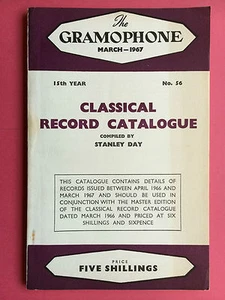 The
GRAMOPHONE
MARCH—1967
15th YEAR No. 56
CLASSICAL
RECORD CATALOGUE
COMPILED BY
STANLEY DAY
THIS CATALOGUE CONTAINS DETAILS OF
RECORDS ISSUED BETWEEN APRIL 1966 AND
MARCH 1967 AND SHOULD BE USED IN
CONJUNCTION WITH THE MASTER EDITION
OF THE CLASSICAL RECORD CATALOGUE
DATED MARCH 1966 AND PRICED AT SIX
SHILLINGS AND SIXPENCE
PRICE
FIVE SHILLINGS